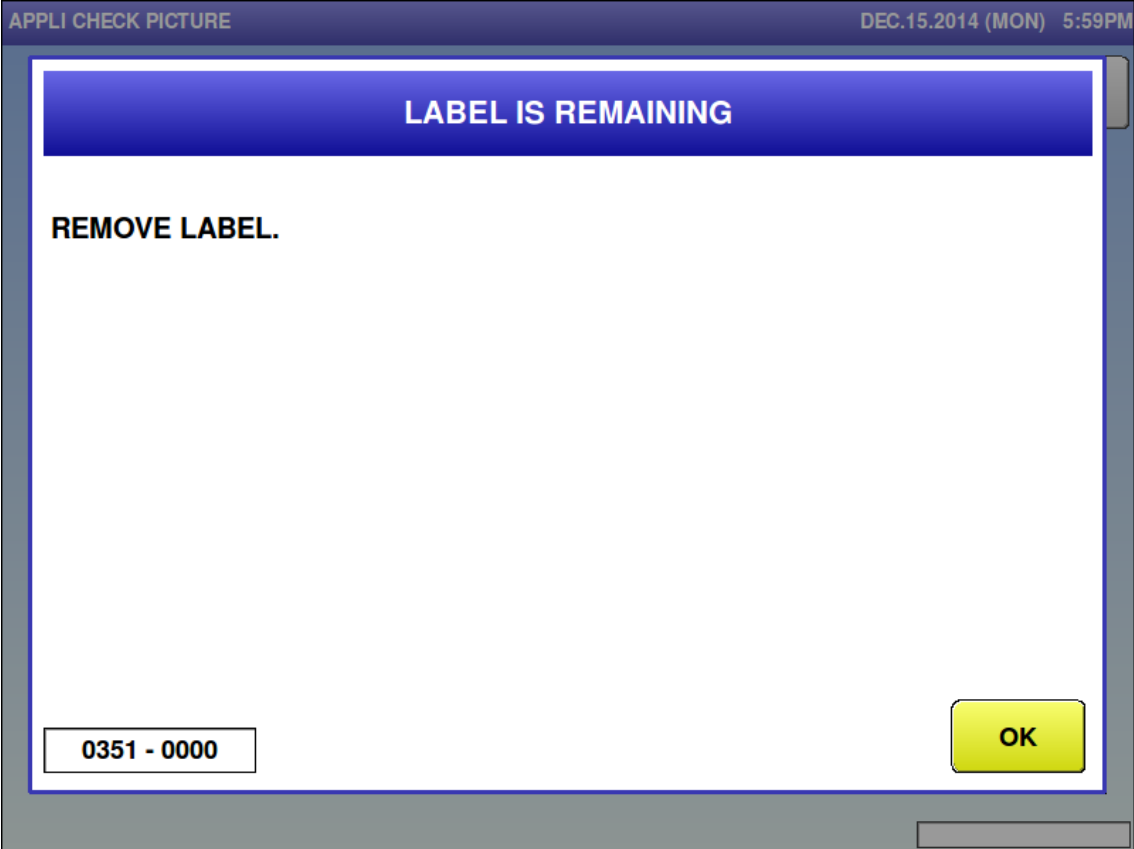 APPLI CHECK PICTURE DEC.15.2014 (MON) 5:59PM
LABEL IS REMAINING
REMOVE LABEL.
0351 - 0000
OK